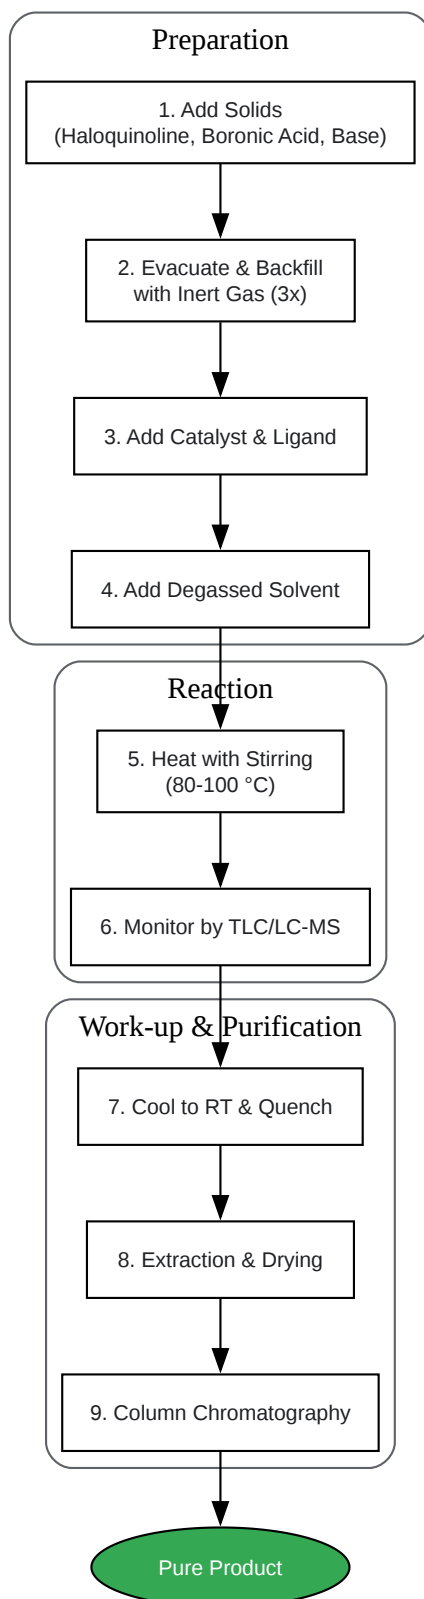 Preparation
1. Add Solids
(Haloquinoline, Boronic Acid, Base)
2. Evacuate & Backfill
with Inert Gas (3x)
3. Add Catalyst & Ligand
4. Add Degassed Solvent
Reaction
5. Heat with Stirring
(80-100 °C)
6. Monitor by TLC/LC-MS
Work-up & Purification
7. Cool to RT & Quench
8. Extraction & Drying
9. Column Chromatography
Pure Product